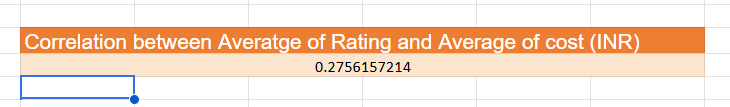 Correlation between Averatge of Rating and Average of cost (INR)
0.2756157214